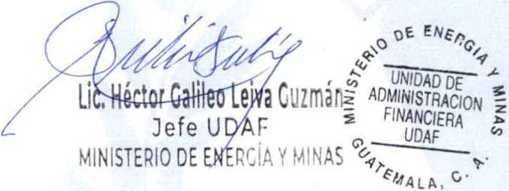 Lic. Héctor Galileo Leiva Guzmán
Jefe UDAF
MINISTERIO DE ENERGÍA Y MINAS
MINISTERIO DE ENERGIA Y MINAS
UNIDAD DE
ADMINISTRACION
FINANCIERA
UDAF
GUATEMALA, C. A.